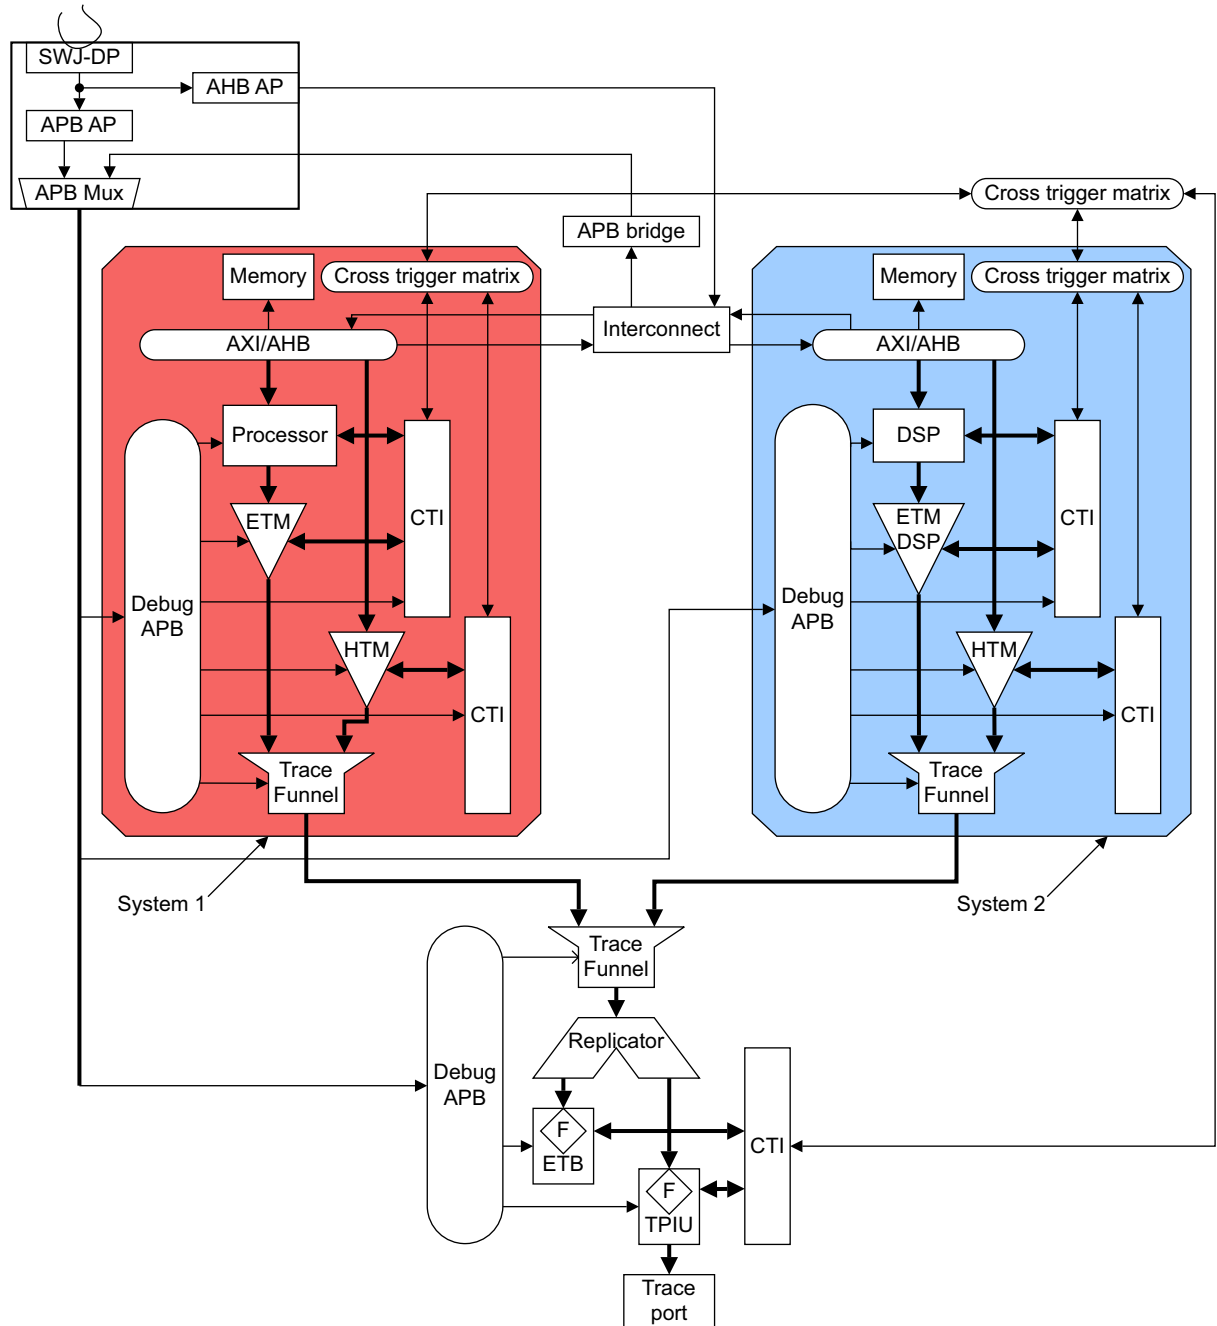 SWJ-DP
AHB AP
APB AP
APB Mux
Cross trigger matrix
APB bridge
Memory
Cross trigger matrix
Memory
Cross trigger matrix
Interconnect
AXI/AHB
AXI/AHB
Processor
DSP
ETM
CTI
ETM
DSP
CTI
Debug
APB
Debug
APB
HTM
HTM
CTI
CTI
Trace
Funnel
Trace
Funnel
System 1
System 2
Trace
Funnel
Replicator
Debug
APB
F
ETB
CTI
F
TPIU
Trace
port